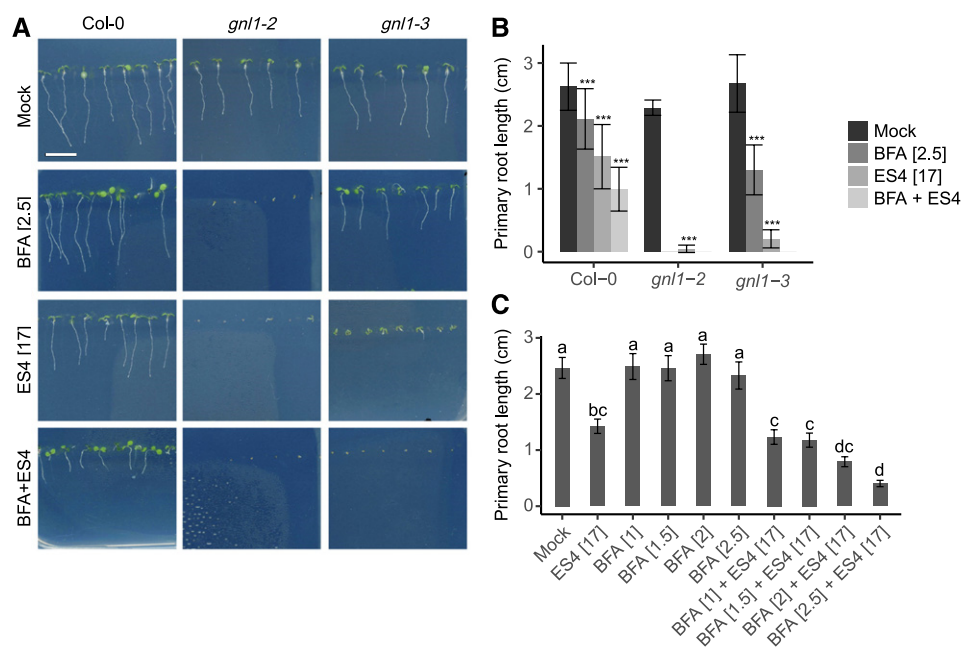 A
Col-0
gnl1-2
gnl1-3
Mock
BFA [2.5]
ES4 [17]
BFA+ES4
B
Primary root length (cm)
3
2
1
0
***
***
***
***
***
***
Col−0
gnl1−2
gnl1−3
Mock
BFA [2.5]
ES4 [17]
BFA + ES4
C
Primary root length (cm)
3
2
1
0
a
bc
a
a
a
a
c
c
dc
d
Mock
ES4 [17]
BFA [1]
BFA [1.5]
BFA [2]
BFA [2.5]
BFA [1] + ES4 [17]
BFA [1.5] + ES4 [17]
BFA [2] + ES4 [17]
BFA [2.5] + ES4 [17]